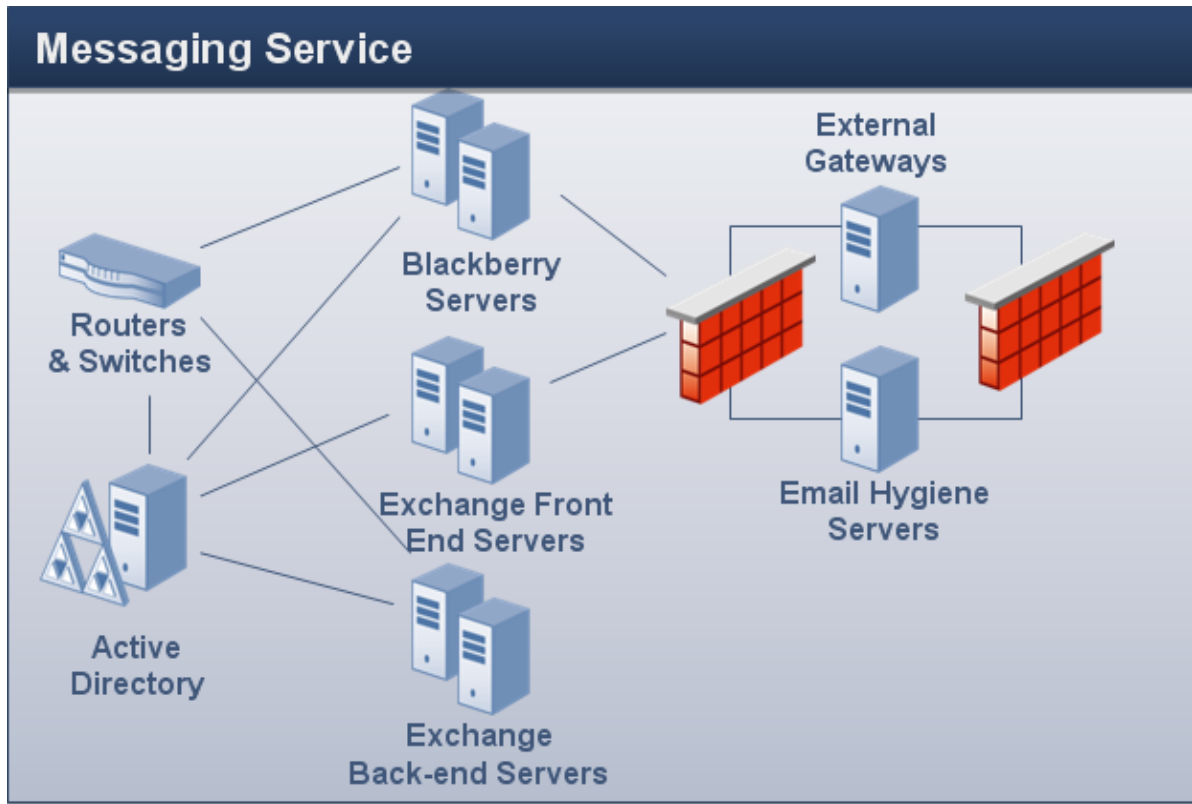 Messaging Service
External
Gateways
Blackberry
Servers
Routers
& Switches
Exchange Front
End Servers
Email Hygiene
Servers
Active
Directory
Exchange
Back-end Servers